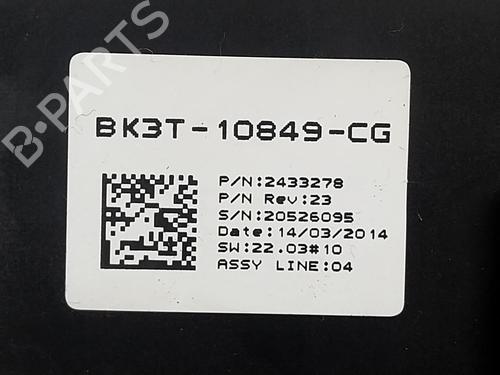 B-PARTS
BK3T-10849-CG
P/N:2433278
P/N Rev:23
S/N:20526095
Date:14/03/2014
SW:22.03#10
ASSY LINE:04